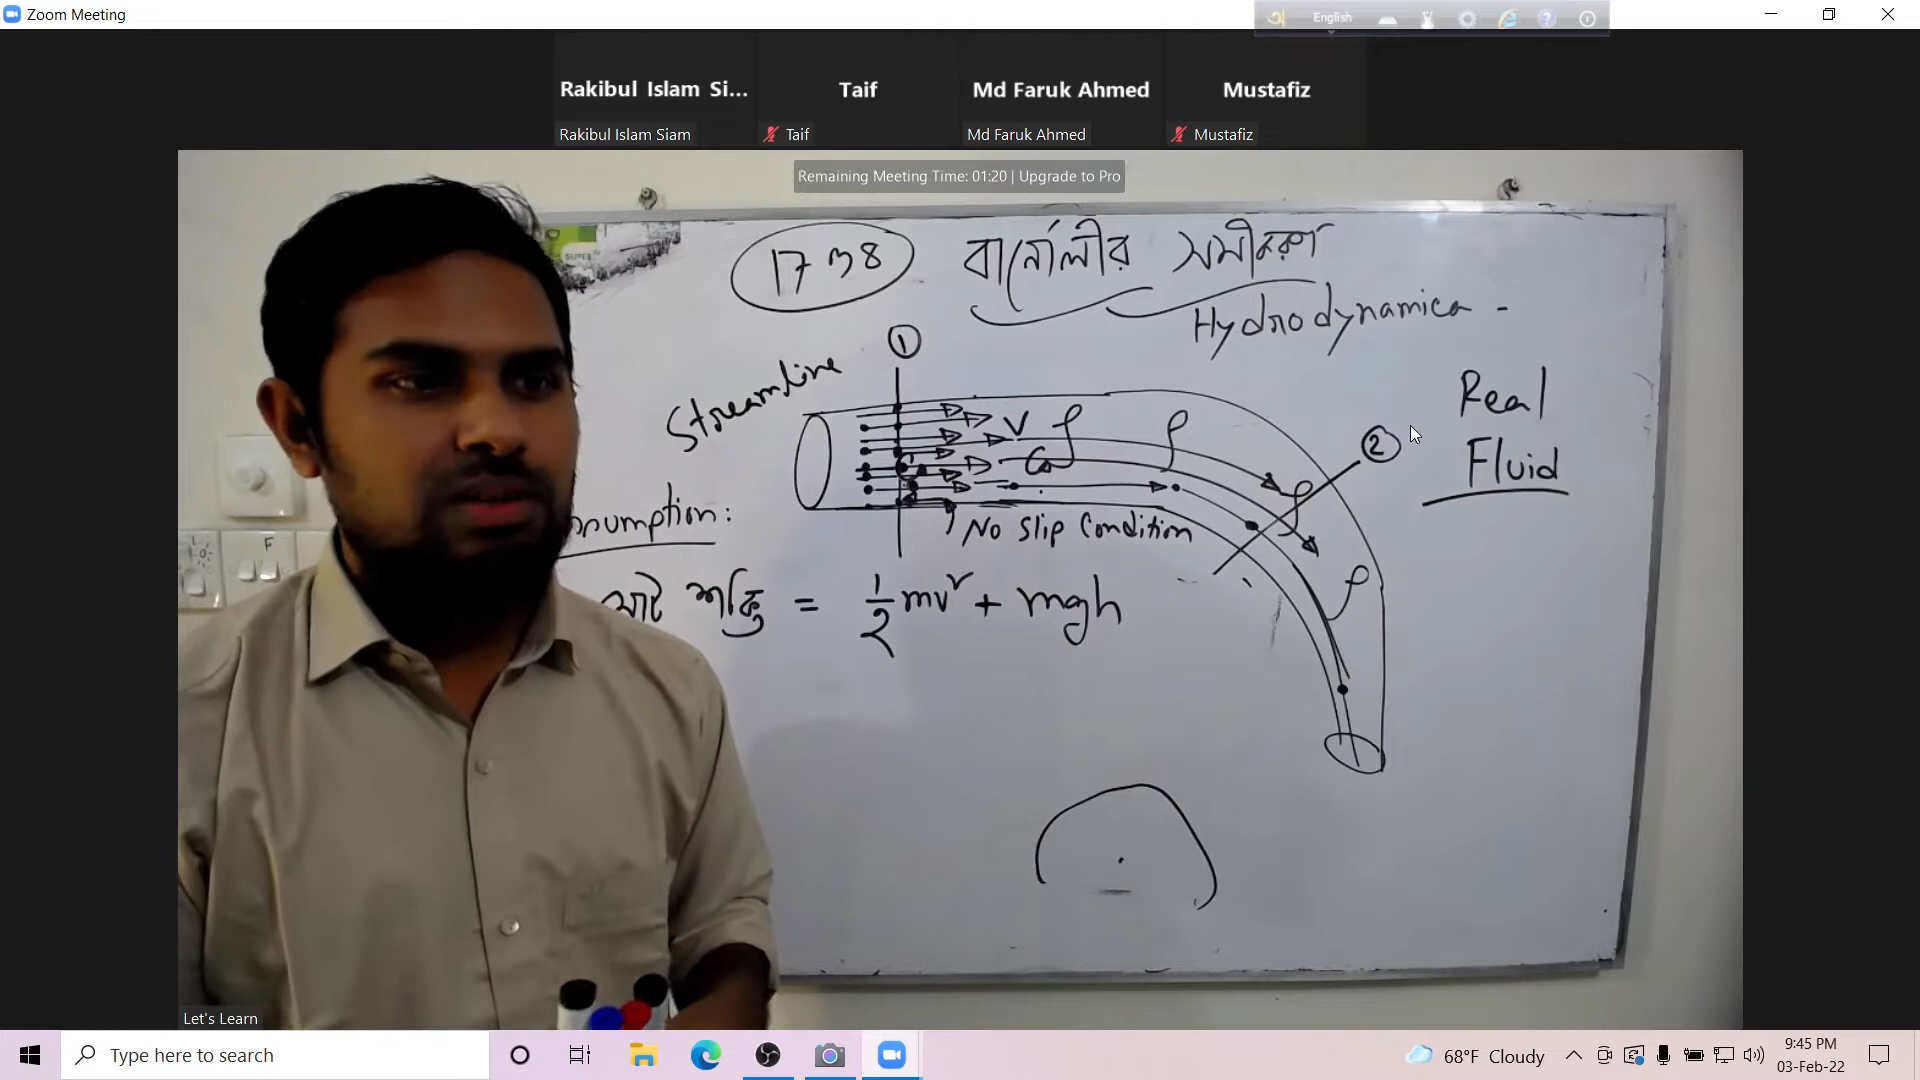 Zoom Meeting
English
Rakibul Islam Si... Taif Md Faruk Ahmed Mustafiz
Rakibul Islam Siam Taif Md Faruk Ahmed Mustafiz
Remaining Meeting Time: 01:20 | Upgrade to Pro
SUPER
1738 বার্নোলীর সমীকরণ
Hydrodynamica -
Streamline
1
V ρ ρ
2
Real
Fluid
ρ
No Slip Condition
ρ
শক্তি = 1/2 mv² + mgh
F
Let's Learn
Type here to search
68°F Cloudy
9:45 PM
03-Feb-22